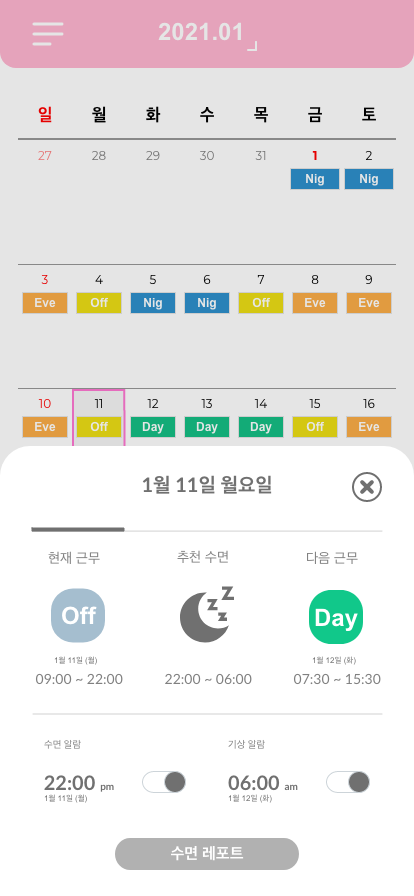 2021.01
일 월 화 수 목 금 토
27 28 29 30 31 1 2
Nig Nig
3 4 5 6 7 8 9
Eve Off Nig Nig Off Eve Eve
10 11 12 13 14 15 16
Eve Off Day Day Day Off Eve
1월 11일 월요일
현재 근무 추천 수면 다음 근무
Off z z Z Day
1월 11일 (월) 1월 12일 (화)
09:00 ~ 22:00 22:00 ~ 06:00 07:30 ~ 15:30
수면 알람 기상 알람
22:00 pm 06:00 am
1월 11일 (월) 1월 12일 (화)
수면 레포트